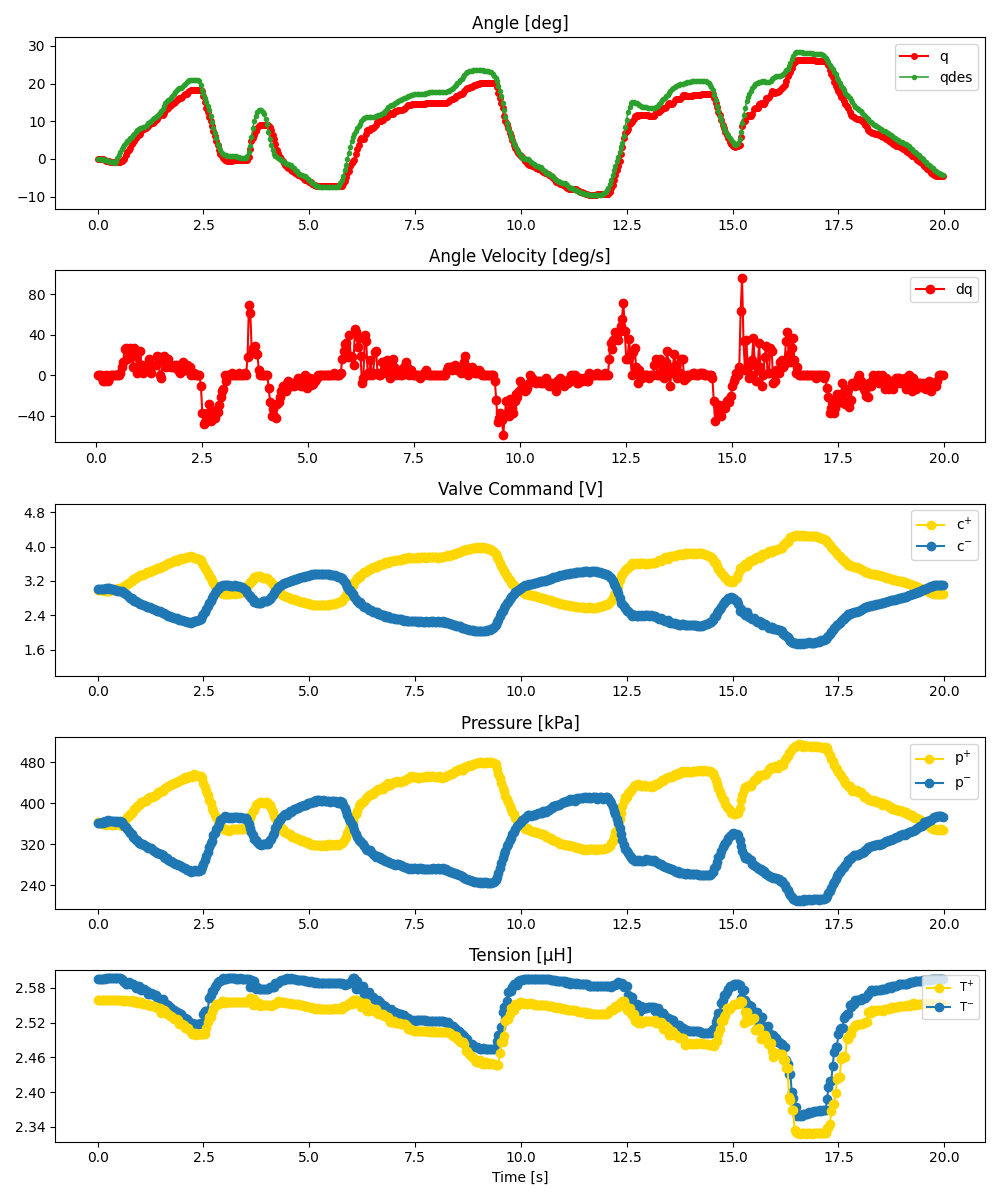 Angle [deg]
30
20
10
0
−10
q
qdes
0.0 2.5 5.0 7.5 10.0 12.5 15.0 17.5 20.0
Angle Velocity [deg/s]
80
40
0
−40
dq
0.0 2.5 5.0 7.5 10.0 12.5 15.0 17.5 20.0
Valve Command [V]
4.8
4.0
3.2
2.4
1.6
c⁺
c⁻
0.0 2.5 5.0 7.5 10.0 12.5 15.0 17.5 20.0
Pressure [kPa]
480
400
320
240
p⁺
p⁻
0.0 2.5 5.0 7.5 10.0 12.5 15.0 17.5 20.0
Tension [μH]
2.58
2.52
2.46
2.40
2.34
T⁺
T⁻
0.0 2.5 5.0 7.5 10.0 12.5 15.0 17.5 20.0
Time [s]